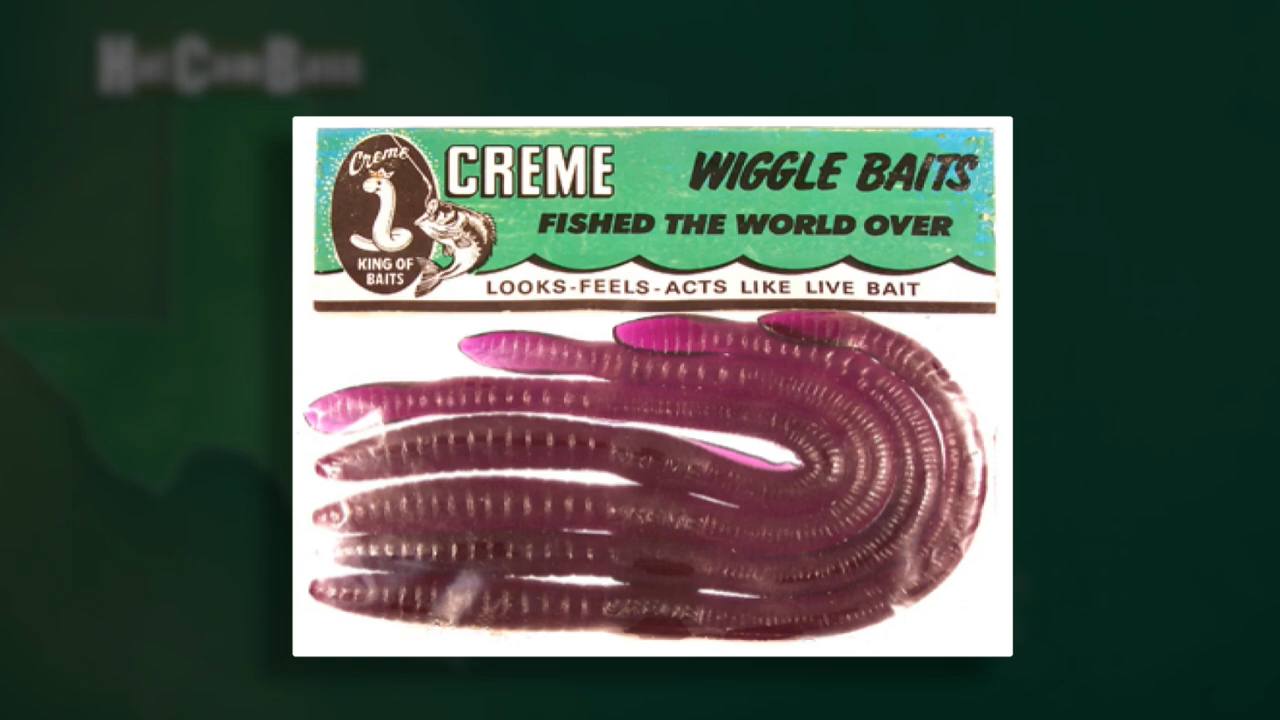 Creme
KING OF
BAITS
CREME
WIGGLE BAITS
FISHED THE WORLD OVER
LOOKS-FEELS-ACTS LIKE LIVE BAIT